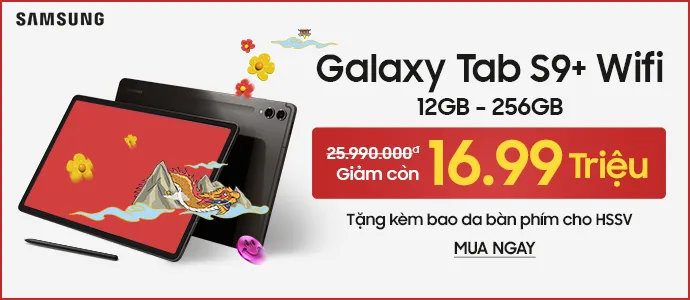 SAMSUNG
Galaxy Tab S9+ Wifi
12GB - 256GB
25.990.000đ
Giảm còn
16.99 Triệu
Tặng kèm bao da bàn phím cho HSSV
MUA NGAY